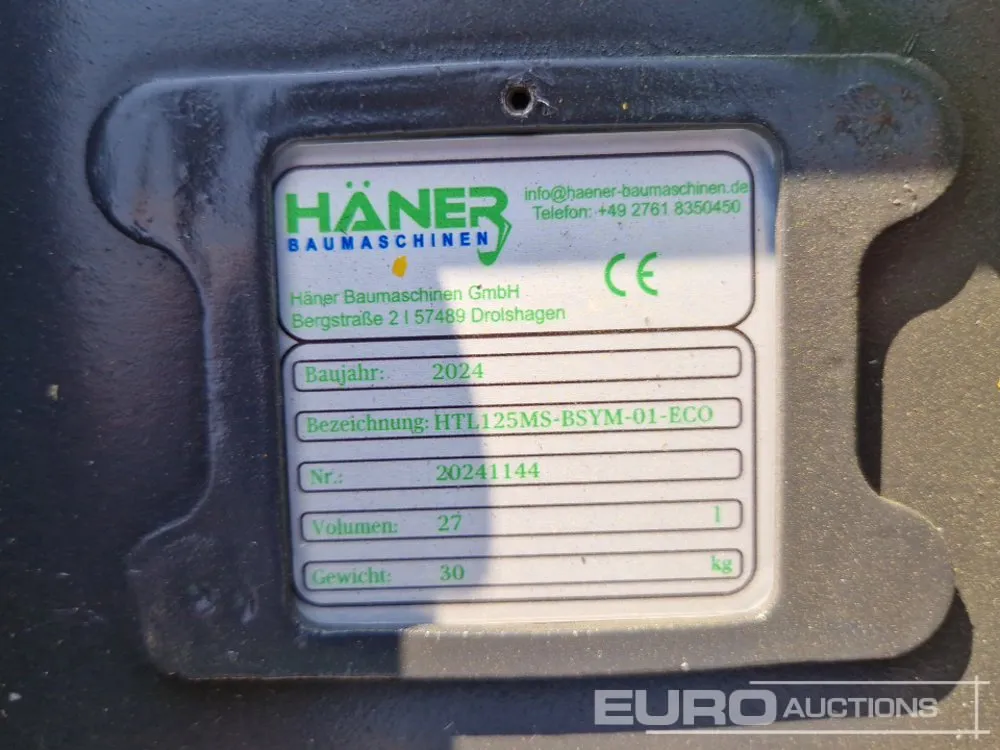 HÄNER
BAUMASCHINEN
info@haener-baumaschinen.de
Telefon: +49 2761 8350450
CE
Häner Baumaschinen GmbH
Bergstraße 2 I 57489 Drolshagen
Baujahr: 2024
Bezeichnung: HTL125MS-BSYM-01-ECO
Nr.: 20241144
Volumen: 27 l
Gewicht: 30 kg
EURO AUCTIONS